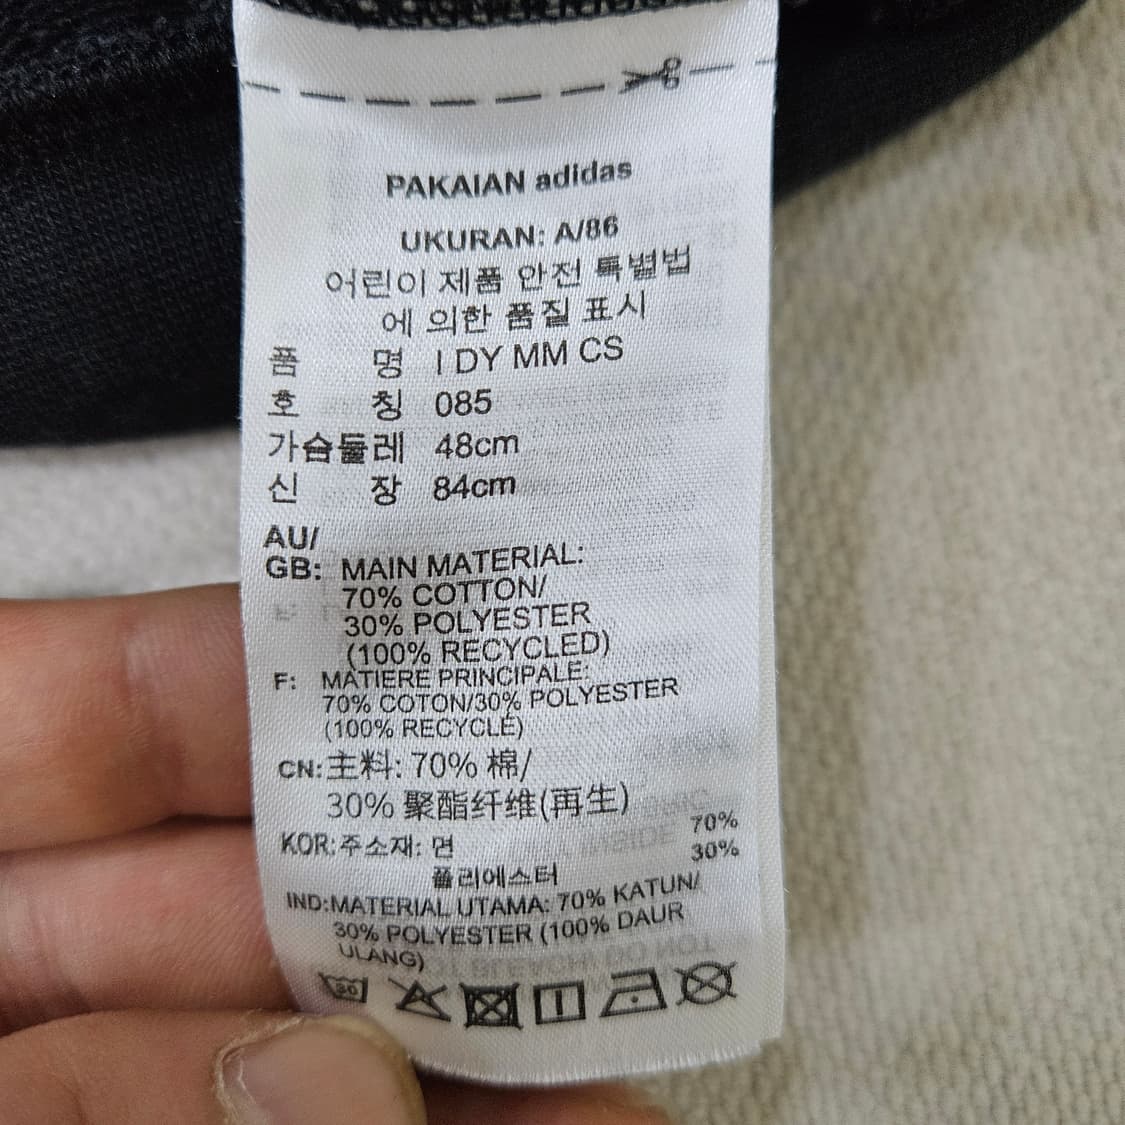 PAKAIAN adidas
UKURAN: A/86
어린이 제품 안전 특별법
에 의한 품질 표시
품 명 I DY MM CS
호 칭 085
가슴둘레 48cm
신 장 84cm
AU/
GB: MAIN MATERIAL:
70% COTTON/
30% POLYESTER
(100% RECYCLED)
F: MATIERE PRINCIPALE:
70% COTON/30% POLYESTER
(100% RECYCLÉ)
CN:主料: 70% 棉/
30% 聚酯纤维(再生)
KOR:주소재: 면 70%
폴리에스터 30%
IND:MATERIAL UTAMA: 70% KATUN/
30% POLYESTER (100% DAUR
ULANG)
30